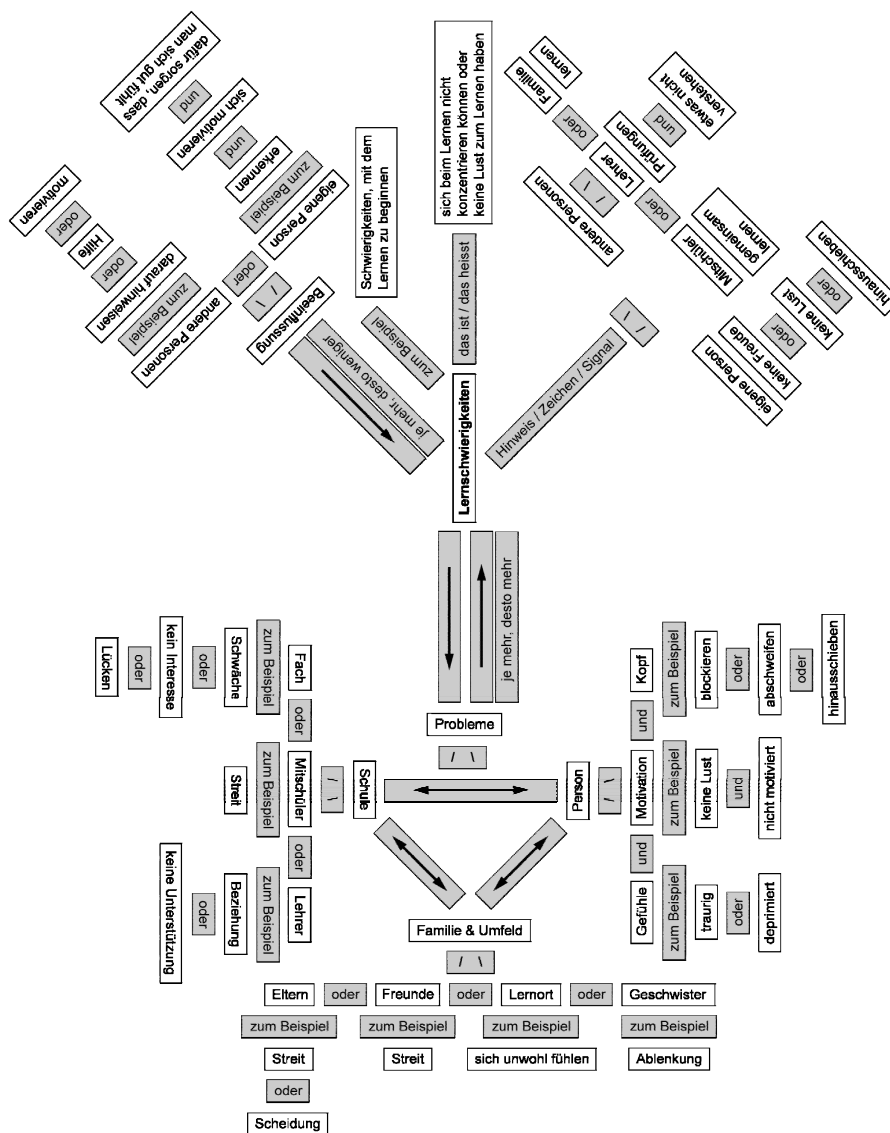 dafür sorgen, dass
man sich gut fühlt
und
sich motivieren
und
erkennen
zum Beispiel
eigene Person
oder
motivieren
oder
Hilfe
oder
darauf hinweisen
zum Beispiel
andere Personen
/ \
Beeinflussung
je mehr, desto weniger
Schwierigkeiten, mit dem
Lernen zu beginnen
zum Beispiel
sich beim Lernen nicht
konzentrieren können oder
keine Lust zum Lernen haben
das ist / das heisst
Lernschwierigkeiten
Hinweis / Zeichen / Signal
/ \
lernen
Familie
oder
etwas nicht
verstehen
und
Prüfungen
Lehrer
/ \
andere Personen
oder
gemeinsam
lernen
Mitschüler
hinausschieben
oder
keine Lust
oder
keine Freude
eigene Person
je mehr, desto mehr
Probleme
/ \
Schule
/ \
Fach
zum Beispiel
Schwäche
oder
kein Interesse
oder
Lücken
oder
Mitschüler
zum Beispiel
Streit
oder
Lehrer
zum Beispiel
Beziehung
oder
keine Unterstützung
Person
/ \
Kopf
zum Beispiel
blockieren
oder
abschweifen
oder
hinausschieben
und
Motivation
zum Beispiel
keine Lust
und
nicht motiviert
und
Gefühle
zum Beispiel
traurig
oder
deprimiert
Familie & Umfeld
/ \
Eltern
oder
Freunde
oder
Lernort
oder
Geschwister
zum Beispiel
zum Beispiel
zum Beispiel
zum Beispiel
Streit
Streit
sich unwohl fühlen
Ablenkung
oder
Scheidung